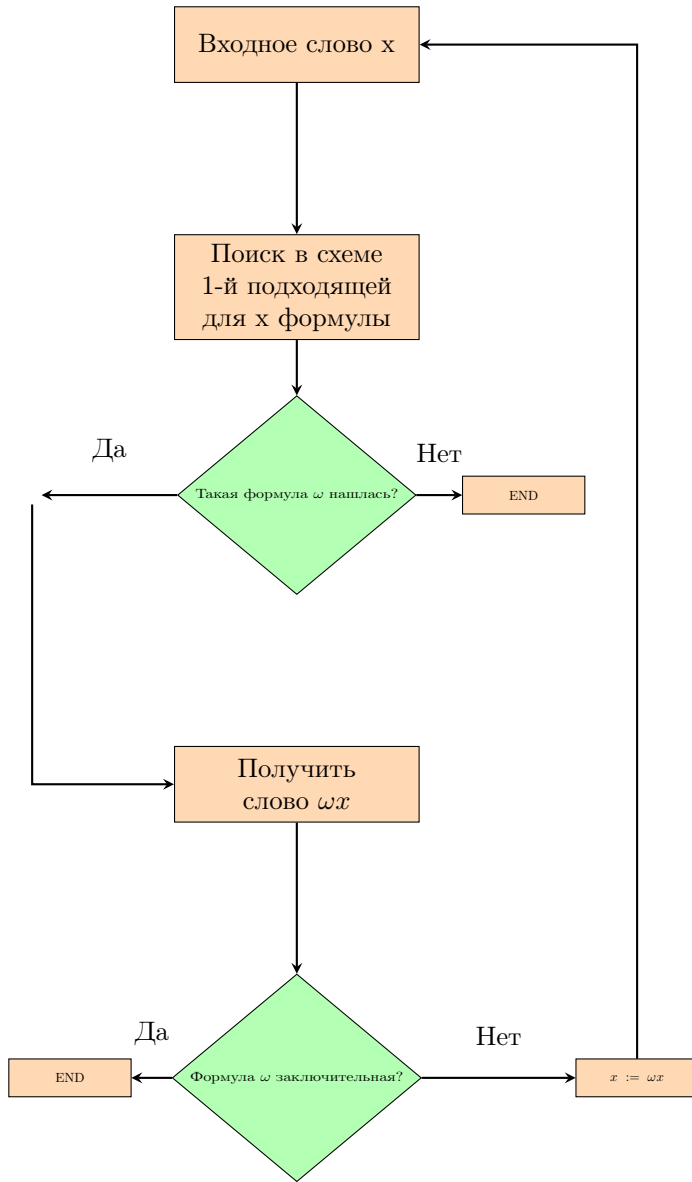 Входное слово x
Поиск в схеме
1-й подходящей
для x формулы
Да
Нет
Такая формула ω нашлась?
END
Получить
слово ωx
Да
Нет
END
Формула ω заключительная?
x := ωx